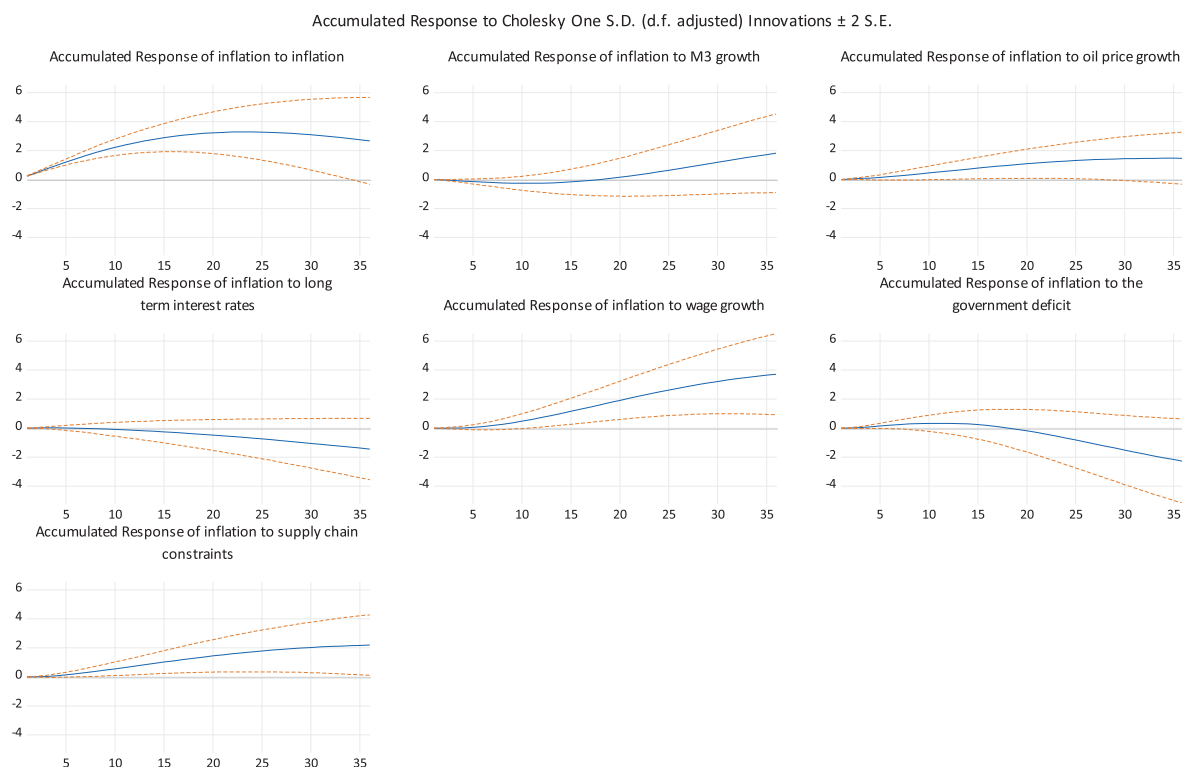 Accumulated Response to Cholesky One S.D. (d.f. adjusted) Innovations ± 2 S.E.
Accumulated Response of inflation to inflation
6
4
2
0
-2
-4
5 10 15 20 25 30 35
Accumulated Response of inflation to M3 growth
6
4
2
0
-2
-4
5 10 15 20 25 30 35
Accumulated Response of inflation to oil price growth
6
4
2
0
-2
-4
5 10 15 20 25 30 35
Accumulated Response of inflation to long
term interest rates
6
4
2
0
-2
-4
5 10 15 20 25 30 35
Accumulated Response of inflation to wage growth
6
4
2
0
-2
-4
5 10 15 20 25 30 35
Accumulated Response of inflation to the
government deficit
6
4
2
0
-2
-4
5 10 15 20 25 30 35
Accumulated Response of inflation to supply chain
constraints
6
4
2
0
-2
-4
5 10 15 20 25 30 35